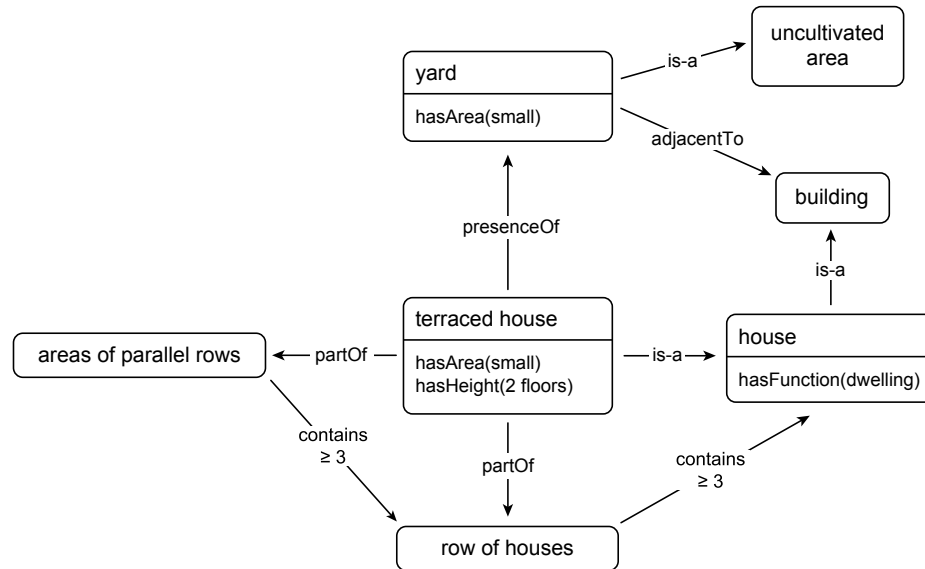 uncultivated
area
yard
hasArea(small)
is-a
adjacentTo
building
presenceOf
is-a
terraced house
hasArea(small)
hasHeight(2 floors)
areas of parallel rows
partOf
is-a
house
hasFunction(dwelling)
contains
≥ 3
partOf
contains
≥ 3
row of houses